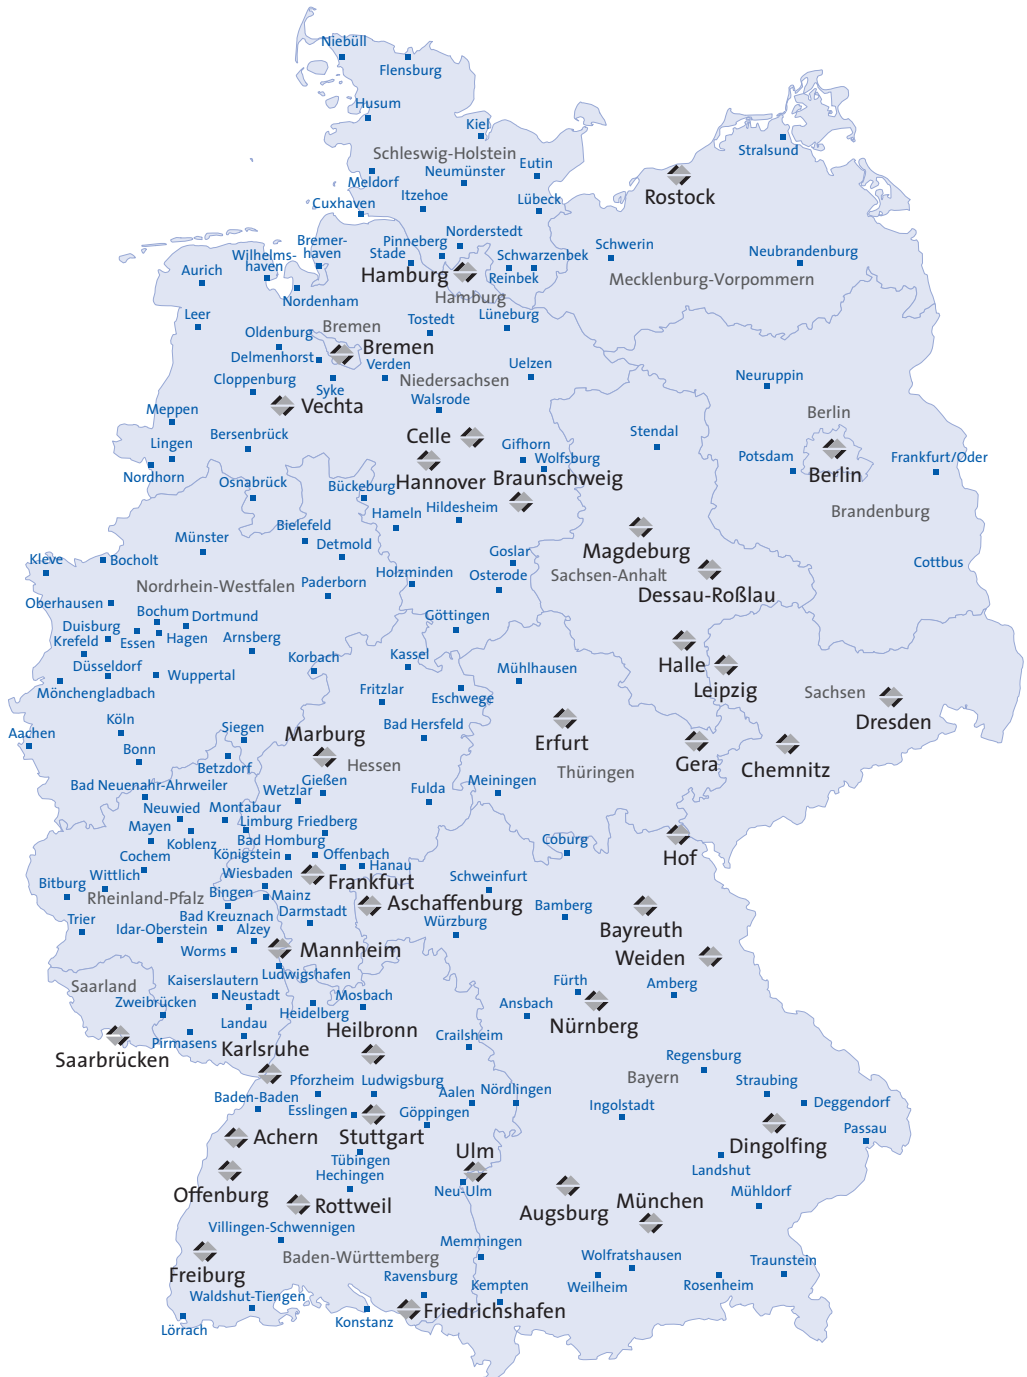 Niebüll
Flensburg
Husum
Kiel
Stralsund
Schleswig-Holstein
Eutin
Neumünster
Meldorf
Rostock
Itzehoe
Lübeck
Cuxhaven
Norderstedt
Bremer-
haven
Pinneberg
Schwerin
Neubrandenburg
Wilhelms-
haven
Stade
Schwarzenbek
Aurich
Hamburg
Reinbek
Mecklenburg-Vorpommern
Nordenham
Hamburg
Leer
Lüneburg
Tostedt
Bremen
Oldenburg
Bremen
Delmenhorst
Verden
Uelzen
Neuruppin
Cloppenburg
Niedersachsen
Syke
Walsrode
Vechta
Meppen
Berlin
Stendal
Bersenbrück
Celle
Lingen
Gifhorn
Wolfsburg
Potsdam
Frankfurt/Oder
Nordhorn
Berlin
Osnabrück
Bückeburg
Hannover
Braunschweig
Hameln
Hildesheim
Brandenburg
Bielefeld
Münster
Detmold
Goslar
Magdeburg
Kleve
Bocholt
Cottbus
Holzminden
Osterode
Sachsen-Anhalt
Nordrhein-Westfalen
Paderborn
Dessau-Roßlau
Oberhausen
Bochum
Dortmund
Göttingen
Duisburg
Krefeld
Essen
Hagen
Arnsberg
Korbach
Kassel
Halle
Düsseldorf
Wuppertal
Mühlhausen
Leipzig
Mönchengladbach
Fritzlar
Eschwege
Sachsen
Köln
Siegen
Bad Hersfeld
Dresden
Aachen
Marburg
Erfurt
Bonn
Hessen
Gera
Chemnitz
Betzdorf
Thüringen
Bad Neuenahr-Ahrweiler
Gießen
Meiningen
Wetzlar
Fulda
Neuwied
Montabaur
Mayen
Limburg
Friedberg
Koblenz
Bad Homburg
Coburg
Hof
Cochem
Königstein
Offenbach
Hanau
Wittlich
Wiesbaden
Frankfurt
Schweinfurt
Bitburg
Rheinland-Pfalz
Bingen
Mainz
Aschaffenburg
Bamberg
Trier
Bad Kreuznach
Darmstadt
Würzburg
Bayreuth
Idar-Oberstein
Alzey
Worms
Mannheim
Weiden
Ludwigshafen
Saarland
Kaiserslautern
Fürth
Amberg
Zweibrücken
Neustadt
Mosbach
Ansbach
Heidelberg
Landau
Heilbronn
Nürnberg
Pirmasens
Crailsheim
Saarbrücken
Karlsruhe
Regensburg
Bayern
Pforzheim
Ludwigsburg
Straubing
Baden-Baden
Aalen
Nördlingen
Deggendorf
Esslingen
Göppingen
Ingolstadt
Passau
Achern
Stuttgart
Dingolfing
Tübingen
Ulm
Landshut
Hechingen
Offenburg
Neu-Ulm
Mühldorf
Rottweil
Augsburg
München
Villingen-Schwennigen
Memmingen
Baden-Württemberg
Wolfratshausen
Traunstein
Freiburg
Ravensburg
Kempten
Weilheim
Rosenheim
Waldshut-Tiengen
Friedrichshafen
Lörrach
Konstanz